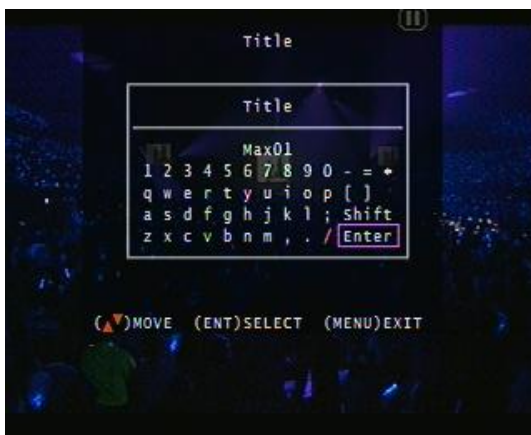 Title
Title
Max01
1 2 3 4 5 6 7 8 9 0 - = ←
q w e r t y u i o p [ ]
a s d f g h j k l ; Shift
z x c v b n m , . / Enter
(▲▼)MOVE (ENT)SELECT (MENU)EXIT